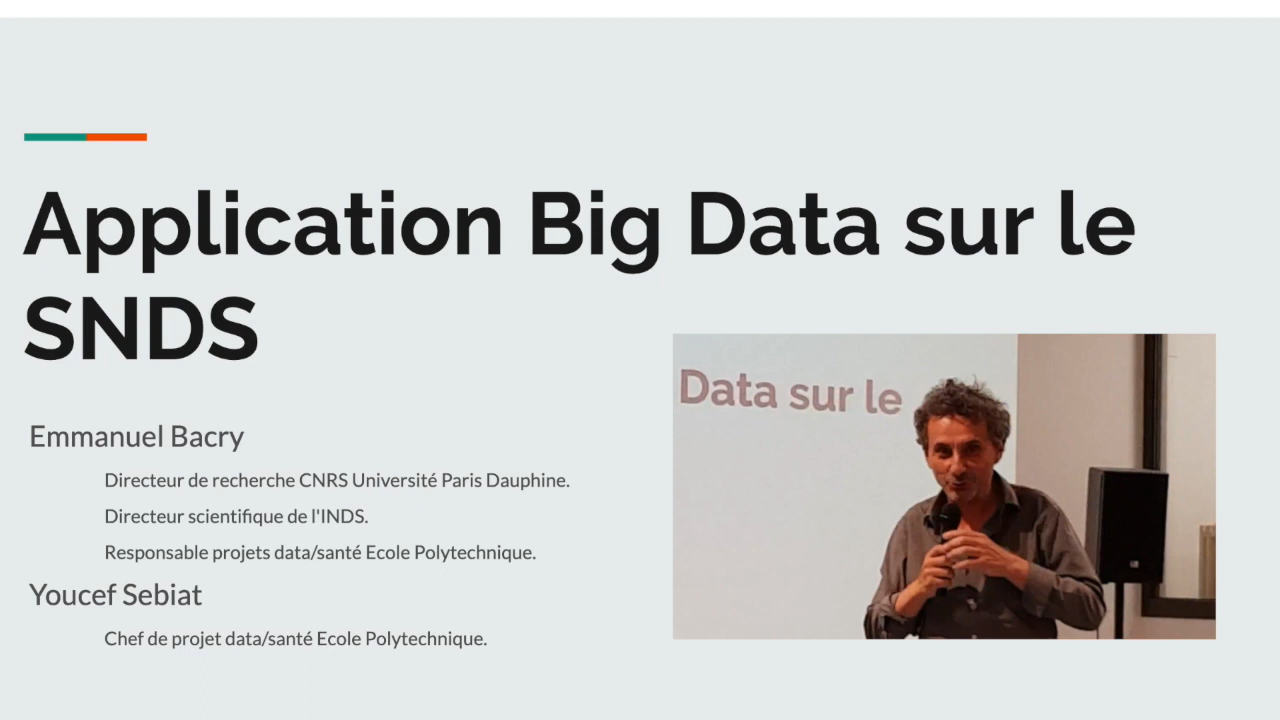 Application Big Data sur le
SNDS
Data sur le
Emmanuel Bacry
Directeur de recherche CNRS Université Paris Dauphine.
Directeur scientifique de l'INDS.
Responsable projets data/santé Ecole Polytechnique.
Youcef Sebiat
Chef de projet data/santé Ecole Polytechnique.